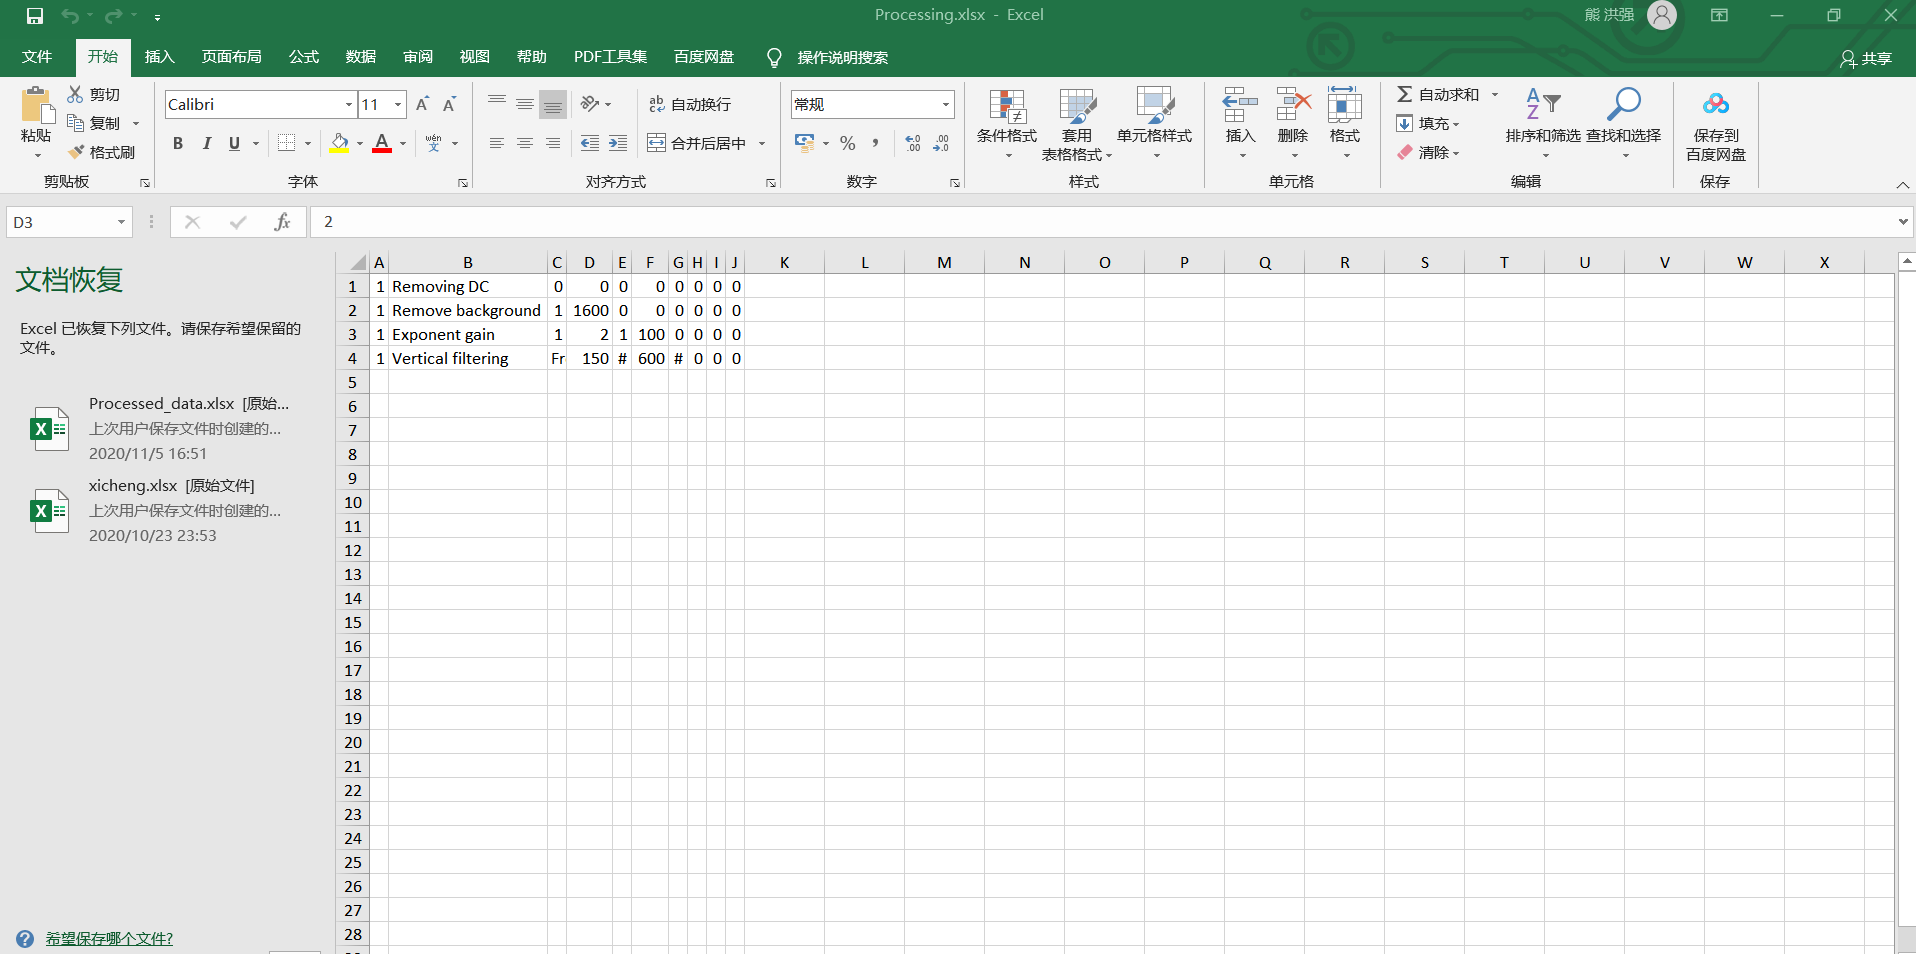 Processing.xlsx - Excel
熊 洪强
文件 开始 插入 页面布局 公式 数据 审阅 视图 帮助 PDF工具集 百度网盘 操作说明搜索 共享
粘贴
剪切
复制
格式刷
剪贴板
Calibri 11
B I U A wén 文
字体
ab 自动换行
合并后居中
对齐方式
常规
% ,
数字
条件格式
套用
表格格式
单元格样式
样式
插入 删除 格式
单元格
自动求和
填充
清除
排序和筛选 查找和选择
编辑
保存到
百度网盘
保存
D3 fx 2
文档恢复
Excel 已恢复下列文件。请保存希望保留的
文件。
Processed_data.xlsx [原始...
上次用户保存文件时创建的...
2020/11/5 16:51
xicheng.xlsx [原始文件]
上次用户保存文件时创建的...
2020/10/23 23:53
希望保存哪个文件?
A B C D E F G H I J K L M N O P Q R S T U V W X
1 1 Removing DC 0 0 0 0 0 0 0 0
2 1 Remove background 1 1600 0 0 0 0 0 0
3 1 Exponent gain 1 2 1 100 0 0 0 0
4 1 Vertical filtering Fr 150 # 600 # 0 0 0
5
6
7
8
9
10
11
12
13
14
15
16
17
18
19
20
21
22
23
24
25
26
27
28